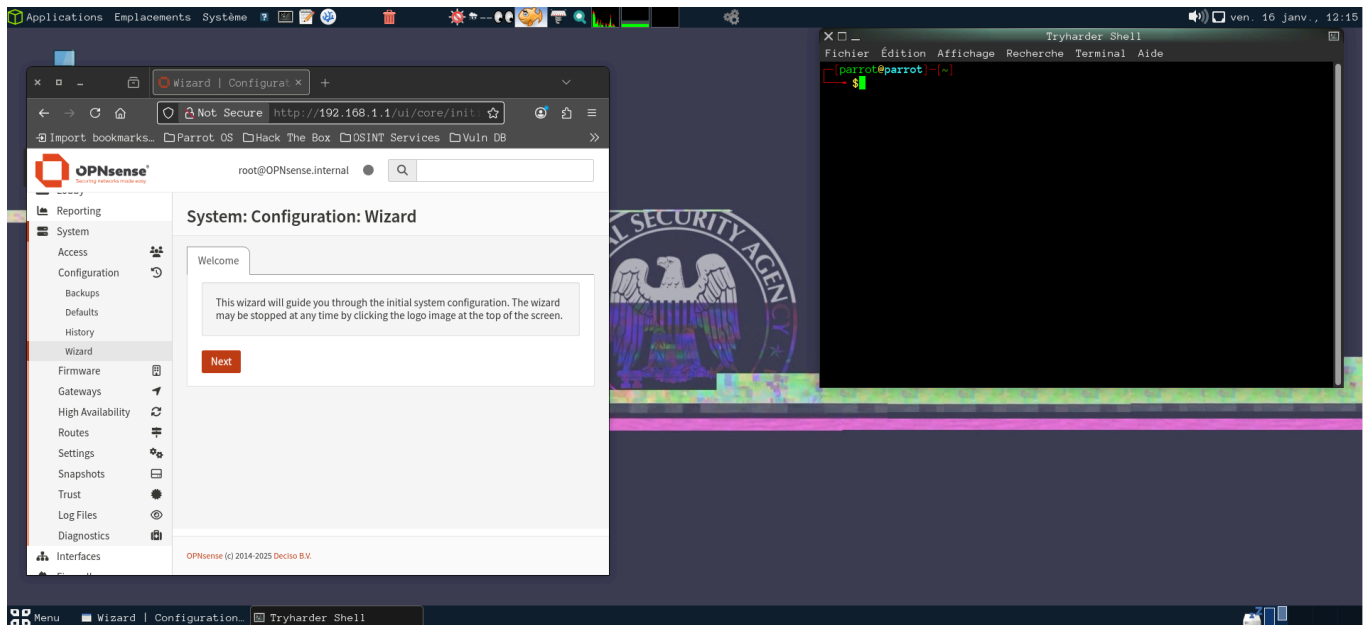 Applications Emplacements Système
ven. 16 janv., 12:15
Tryharder Shell
Fichier Édition Affichage Recherche Terminal Aide
┌─[parrot@parrot]─[~]
└──╼ $
Wizard | Configurat
Not Secure http://192.168.1.1/ui/core/init
Import bookmarks… Parrot OS Hack The Box OSINT Services Vuln DB
OPNsense
Securing networks made easy
root@OPNsense.internal
Reporting
System
Access
Configuration
Backups
Defaults
History
Wizard
Firmware
Gateways
High Availability
Routes
Settings
Snapshots
Trust
Log Files
Diagnostics
Interfaces
System: Configuration: Wizard
Welcome
This wizard will guide you through the initial system configuration. The wizard
may be stopped at any time by clicking the logo image at the top of the screen.
Next
OPNsense (c) 2014-2025 Deciso B.V.
SECURITY AGENCY
Menu
Wizard | Configuration…
Tryharder Shell